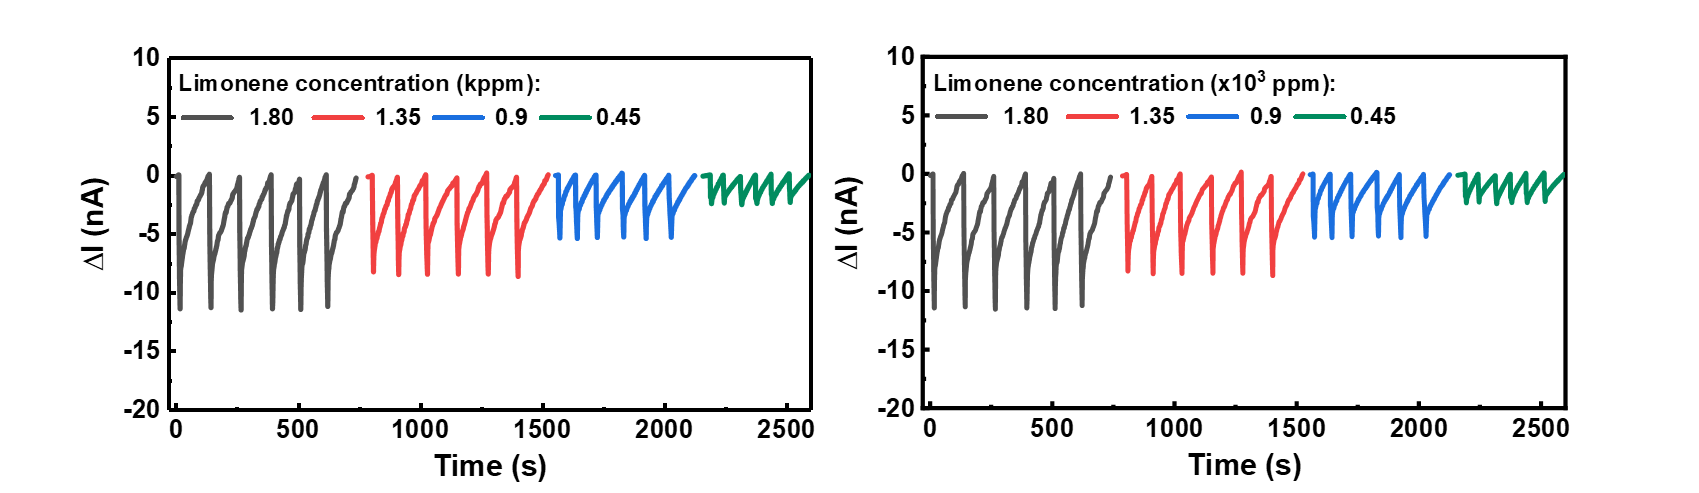 10
Limonene concentration (kppm):
1.80 1.35 0.9 0.45
5
0
-5
-10
-15
-20
ΔI (nA)
0 500 1000 1500 2000 2500
Time (s)
10
Limonene concentration (x10³ ppm):
1.80 1.35 0.9 0.45
5
0
-5
-10
-15
-20
ΔI (nA)
0 500 1000 1500 2000 2500
Time (s)